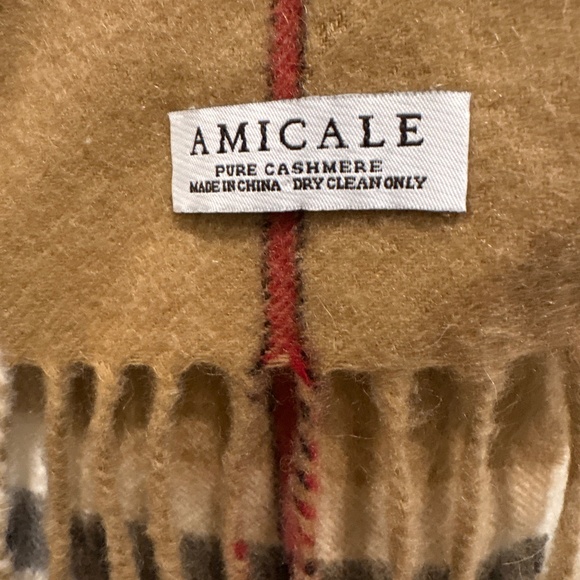 AMICALE
PURE CASHMERE
MADE IN CHINA DRY CLEAN ONLY